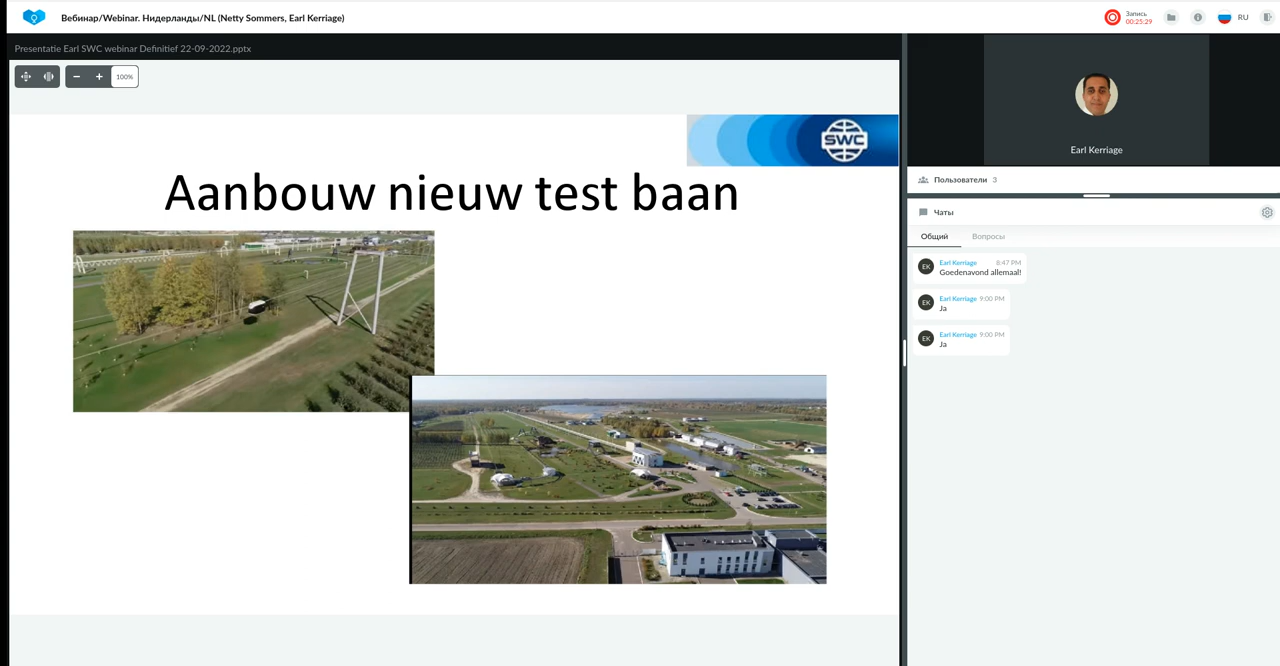 Вебинар/Webinar. Нидерланды/NL (Netty Sommers, Earl Kerriage)
Запись
00:25:29
RU
Presentatie Earl SWC webinar Definitief 22-09-2022.pptx
100%
SWC
Aanbouw nieuw test baan
Earl Kerriage
Пользователи 3
Чаты
Общий Вопросы
EK Earl Kerriage 8:47 PM
Goedenavond allemaal!
EK Earl Kerriage 9:00 PM
Ja
EK Earl Kerriage 9:00 PM
Ja